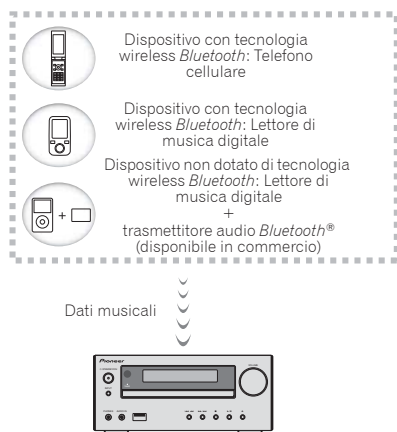 Dispositivo con tecnologia
wireless Bluetooth: Telefono
cellulare
Dispositivo con tecnologia
wireless Bluetooth: Lettore di
musica digitale
Dispositivo non dotato di tecnologia
wireless Bluetooth: Lettore di
musica digitale
+
trasmettitore audio Bluetooth®
(disponibile in commercio)
+
Dati musicali
Pioneer